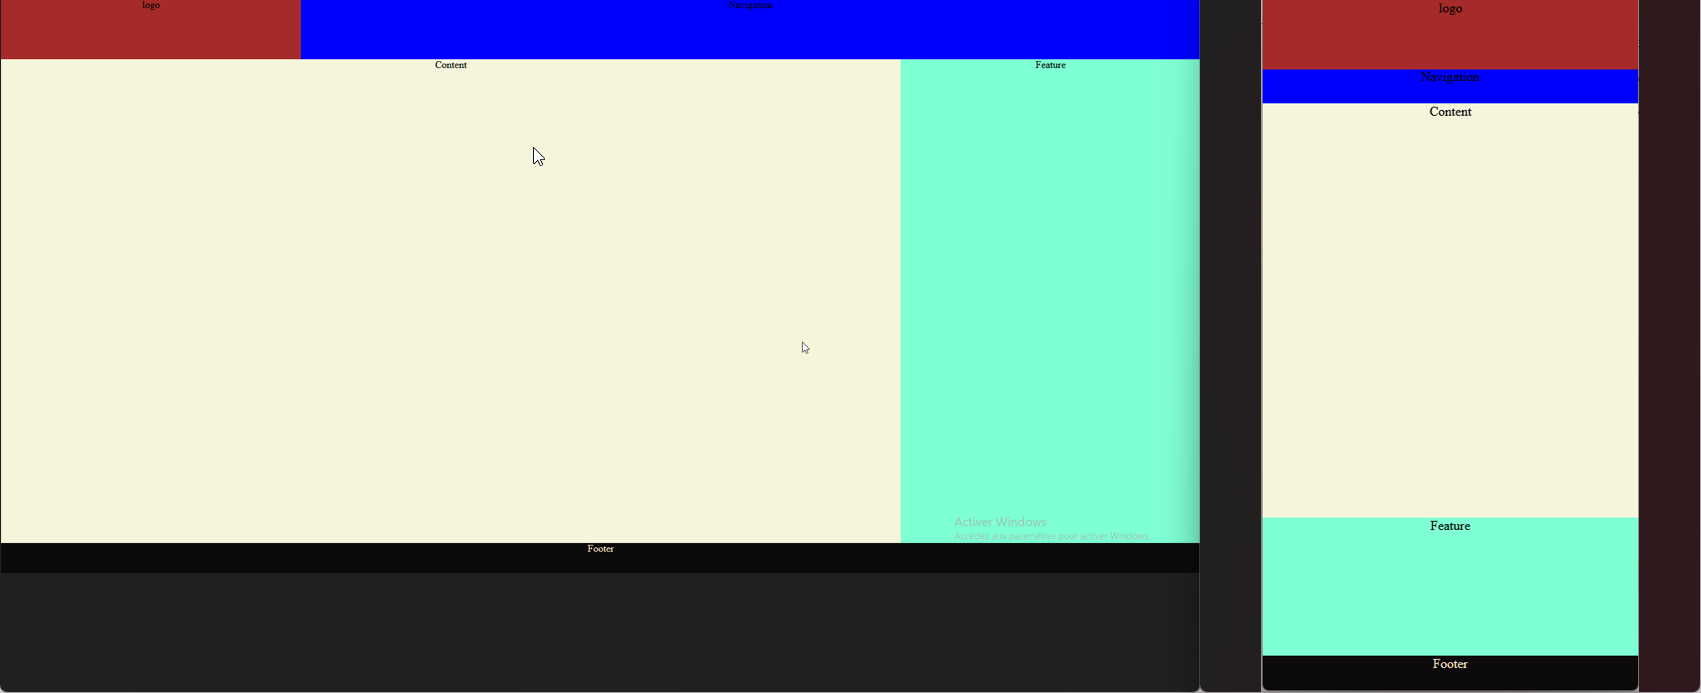 logo
Navigation
Content
Feature
Activer Windows
Accédez aux paramètres pour activer Windows.
Footer
logo
Navigation
Content
Feature
Footer